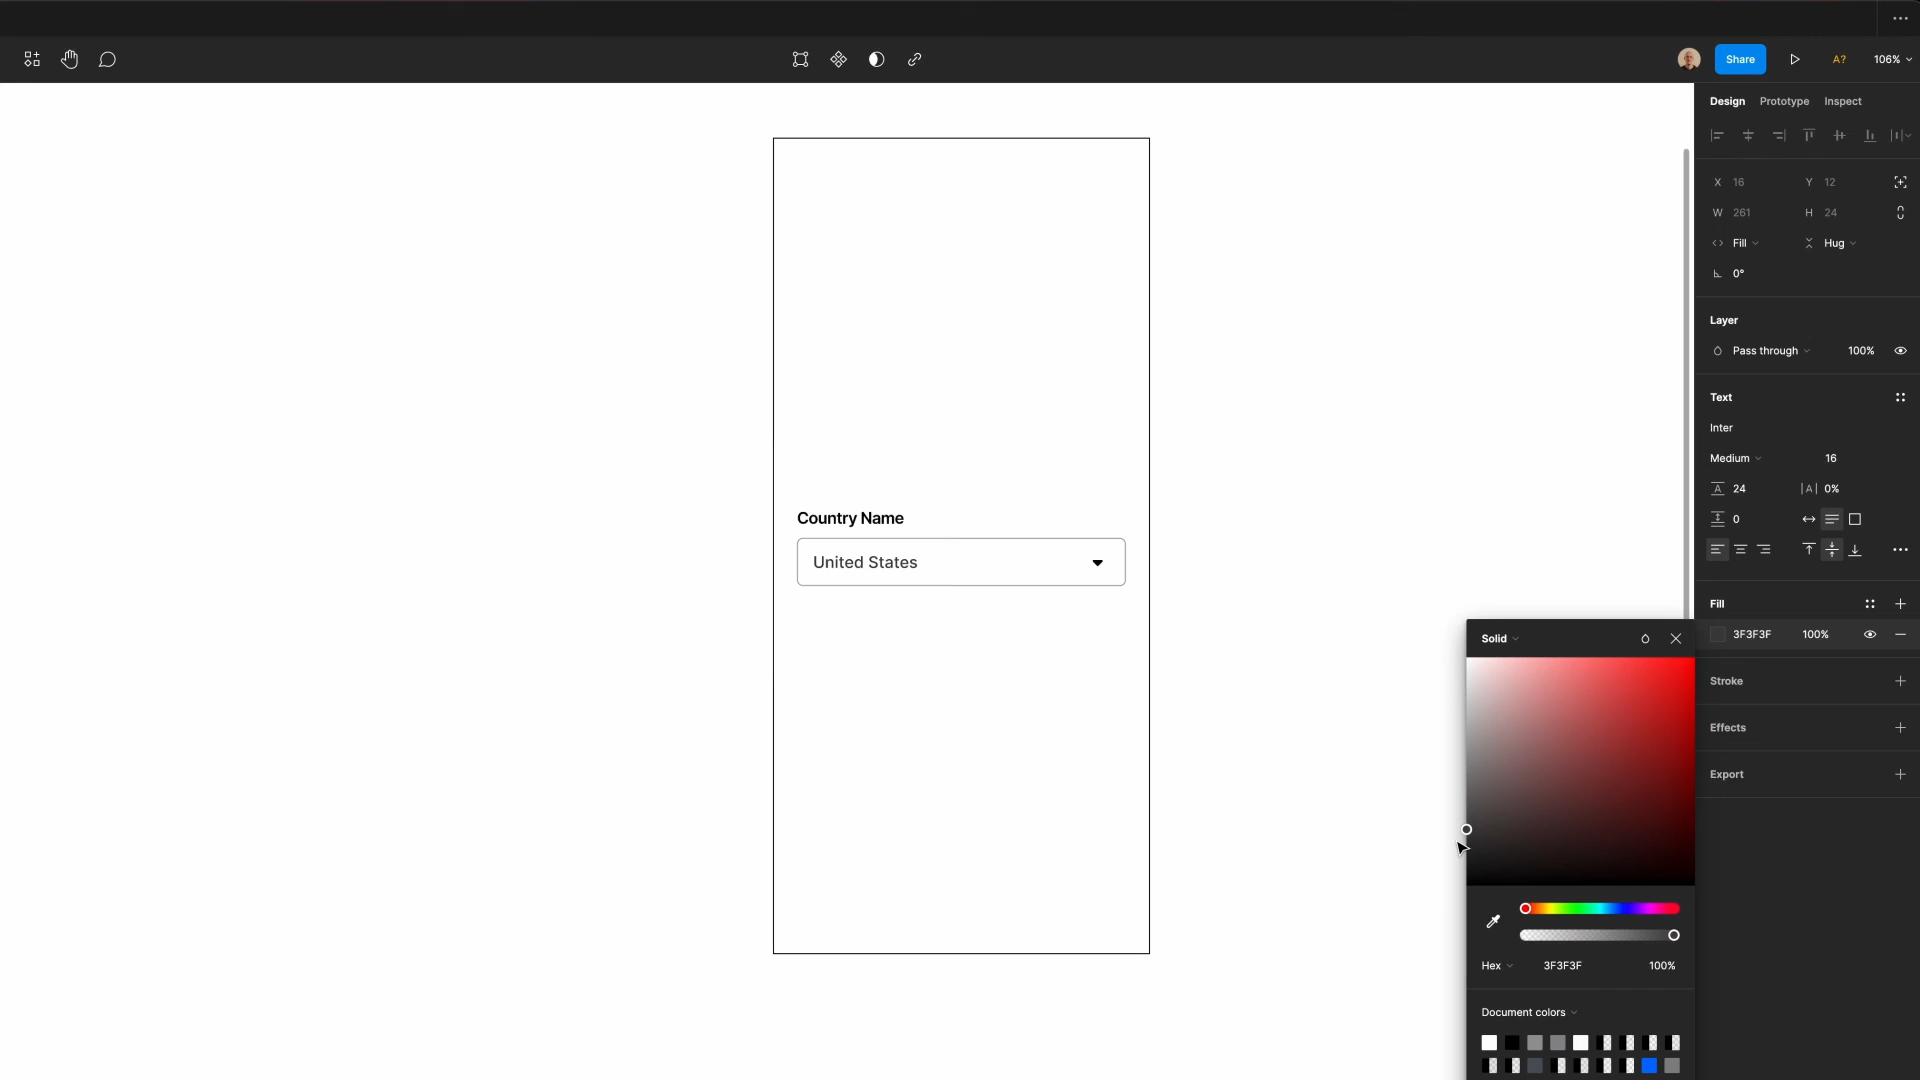 Share
A?
106%
Design Prototype Inspect
X 16 Y 12
W 261 H 24
Fill Hug
0°
Layer
Pass through 100%
Text
Inter
Medium 16
A 24 |A| 0%
0
Country Name
United States
Fill
3F3F3F 100%
Solid
Stroke
Effects
Export
Hex 3F3F3F 100%
Document colors